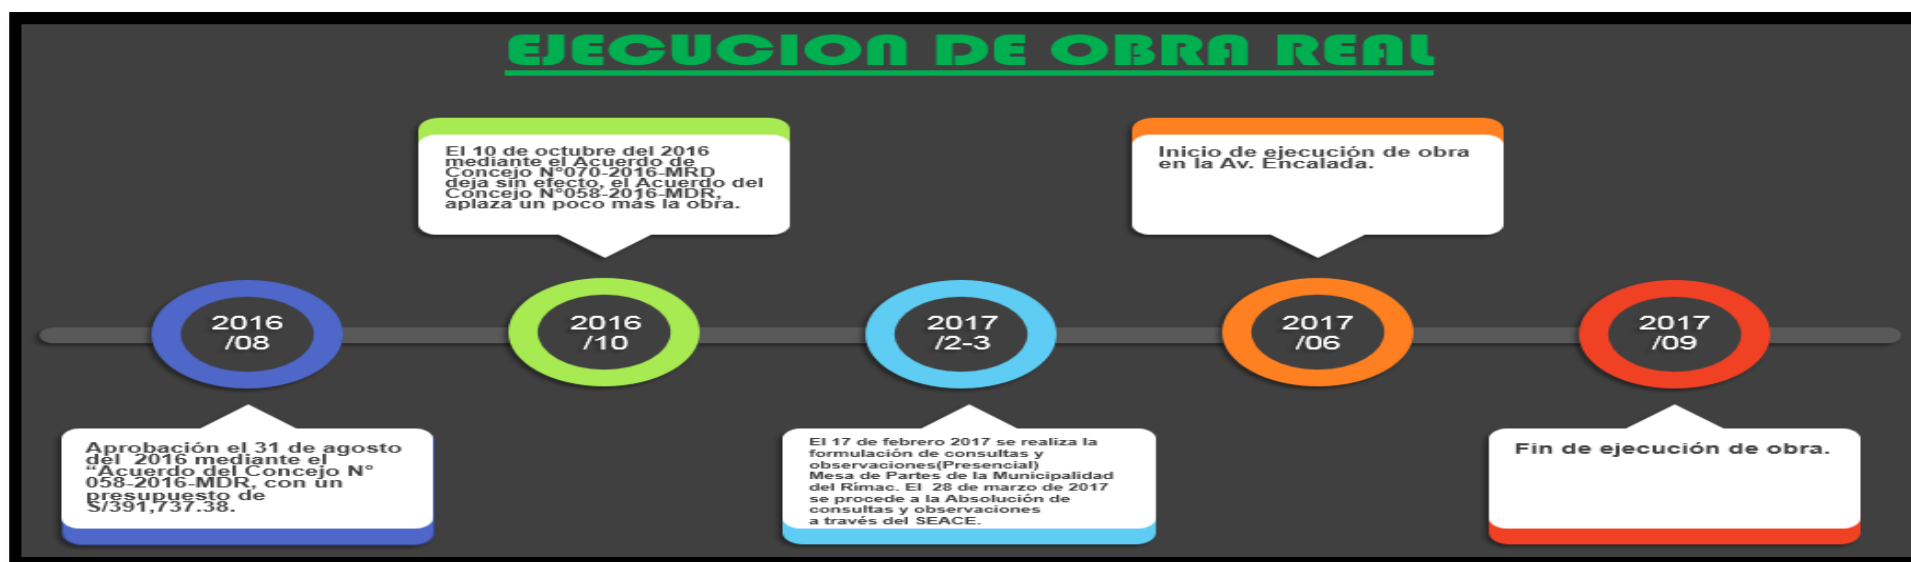 EJECUCION DE OBRA REAL
El 10 de octubre del 2016
mediante el Acuerdo de
Concejo N°070-2016-MRD
deja sin efecto, el Acuerdo del
Concejo N°058-2016-MDR,
aplaza un poco más la obra.
Inicio de ejecución de obra
en la Av. Encalada.
2016
/08
2016
/10
2017
/2-3
2017
/06
2017
/09
Aprobación el 31 de agosto
del 2016 mediante el
“Acuerdo del Concejo N°
058-2016-MDR, con un
presupuesto de
S/391,737.38.
El 17 de febrero 2017 se realiza la
formulación de consultas y
observaciones(Presencial)
Mesa de Partes de la Municipalidad
del Rímac. El 28 de marzo de 2017
se procede a la Absolución de
consultas y observaciones
a través del SEACE.
Fin de ejecución de obra.